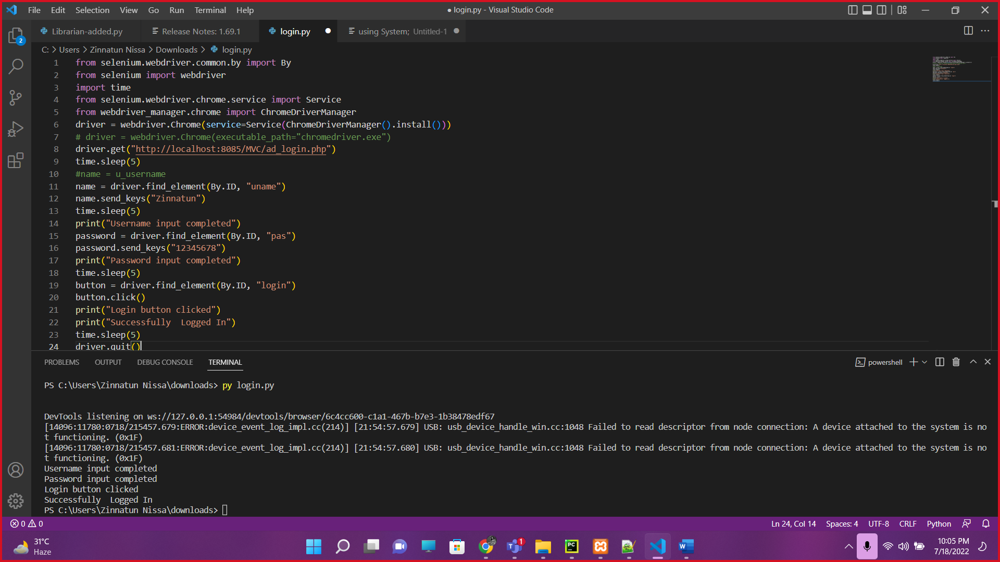 File Edit Selection View Go Run Terminal Help
● login.py - Visual Studio Code
2
Librarian-added.py
Release Notes: 1.69.1
login.py
using System; Untitled-1
C: > Users > Zinnatun Nissa > Downloads > login.py
1 from selenium.webdriver.common.by import By
2 from selenium import webdriver
3 import time
4 from selenium.webdriver.chrome.service import Service
5 from webdriver_manager.chrome import ChromeDriverManager
6 driver = webdriver.Chrome(service=Service(ChromeDriverManager().install()))
7 # driver = webdriver.Chrome(executable_path="chromedriver.exe")
8 driver.get("http://localhost:8085/MVC/ad_login.php")
9 time.sleep(5)
10 #name = u_username
11 name = driver.find_element(By.ID, "uname")
12 name.send_keys("Zinnatun")
13 time.sleep(5)
14 print("Username input completed")
15 password = driver.find_element(By.ID, "pas")
16 password.send_keys("12345678")
17 print("Password input completed")
18 time.sleep(5)
19 button = driver.find_element(By.ID, "login")
20 button.click()
21 print("Login button clicked")
22 print("Successfully  Logged In")
23 time.sleep(5)
24 driver.quit()
PROBLEMS OUTPUT DEBUG CONSOLE TERMINAL
powershell
PS C:\Users\Zinnatun Nissa\downloads> py login.py
DevTools listening on ws://127.0.0.1:54984/devtools/browser/6c4cc600-c1a1-467b-b7e3-1b38478edf67
[14096:11780:0718/215457.679:ERROR:device_event_log_impl.cc(214)] [21:54:57.679] USB: usb_device_handle_win.cc:1048 Failed to read descriptor from node connection: A device attached to the system is no
t functioning. (0x1F)
[14096:11780:0718/215457.681:ERROR:device_event_log_impl.cc(214)] [21:54:57.680] USB: usb_device_handle_win.cc:1048 Failed to read descriptor from node connection: A device attached to the system is no
t functioning. (0x1F)
Username input completed
Password input completed
Login button clicked
Successfully  Logged In
PS C:\Users\Zinnatun Nissa\downloads>
0 0
Ln 24, Col 14 Spaces: 4 UTF-8 CRLF Python
31°C
Haze
1
PC
W
10:05 PM
7/18/2022